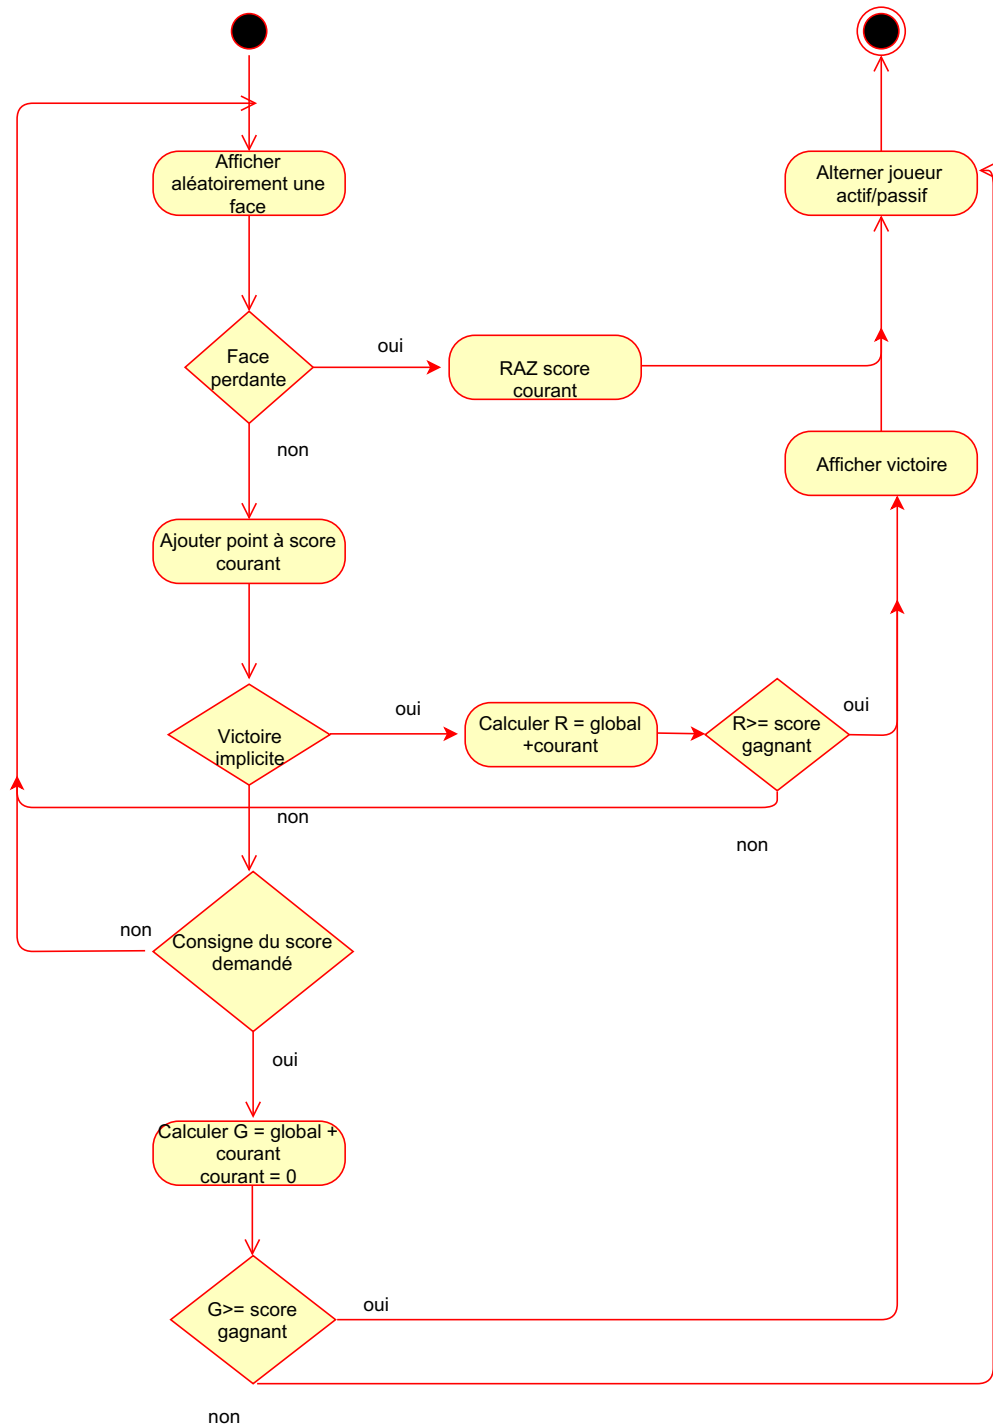 Afficher
aléatoirement une
face
Alterner joueur
actif/passif
Face
perdante
oui
RAZ score
courant
non
Afficher victoire
Ajouter point à score
courant
Victoire
implicite
oui
Calculer R = global
+courant
R>= score
gagnant
oui
non
non
non
Consigne du score
demandé
oui
Calculer G = global +
courant
courant = 0
G>= score
gagnant
oui
non